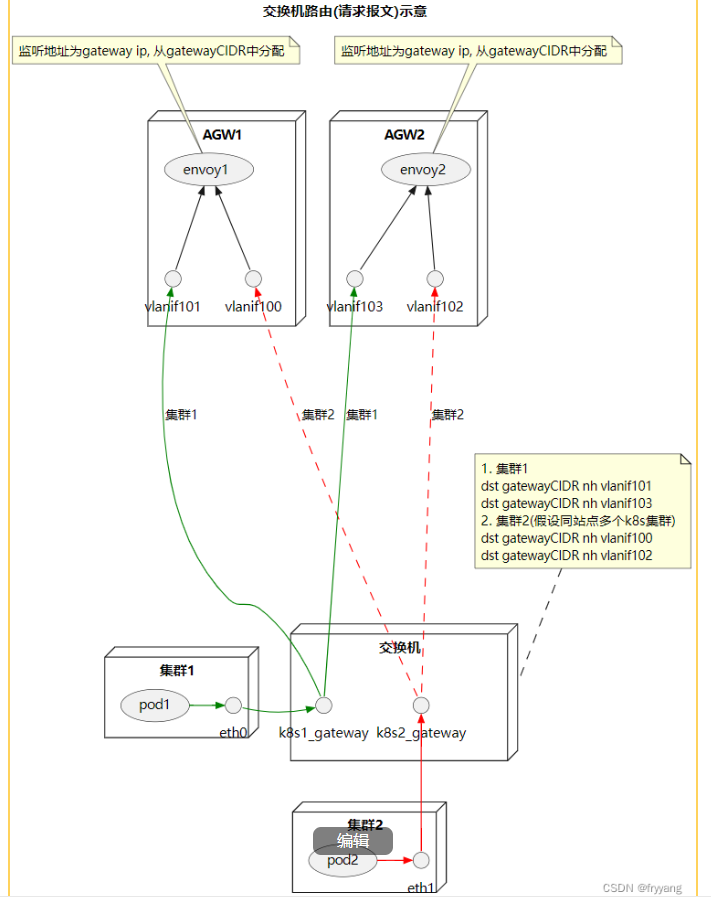 交换机路由(请求报文)示意
监听地址为gateway ip, 从gatewayCIDR中分配
监听地址为gateway ip, 从gatewayCIDR中分配
AGW1
AGW2
envoy1
envoy2
vlanif101
vlanif100
vlanif103
vlanif102
集群1
集群2
集群1
集群2
1. 集群1
dst gatewayCIDR nh vlanif101
dst gatewayCIDR nh vlanif103
2. 集群2(假设同站点多个k8s集群)
dst gatewayCIDR nh vlanif100
dst gatewayCIDR nh vlanif102
交换机
集群1
pod1
eth0
k8s1_gateway
k8s2_gateway
集群2
编辑
pod2
eth1
CSDN @fryyang